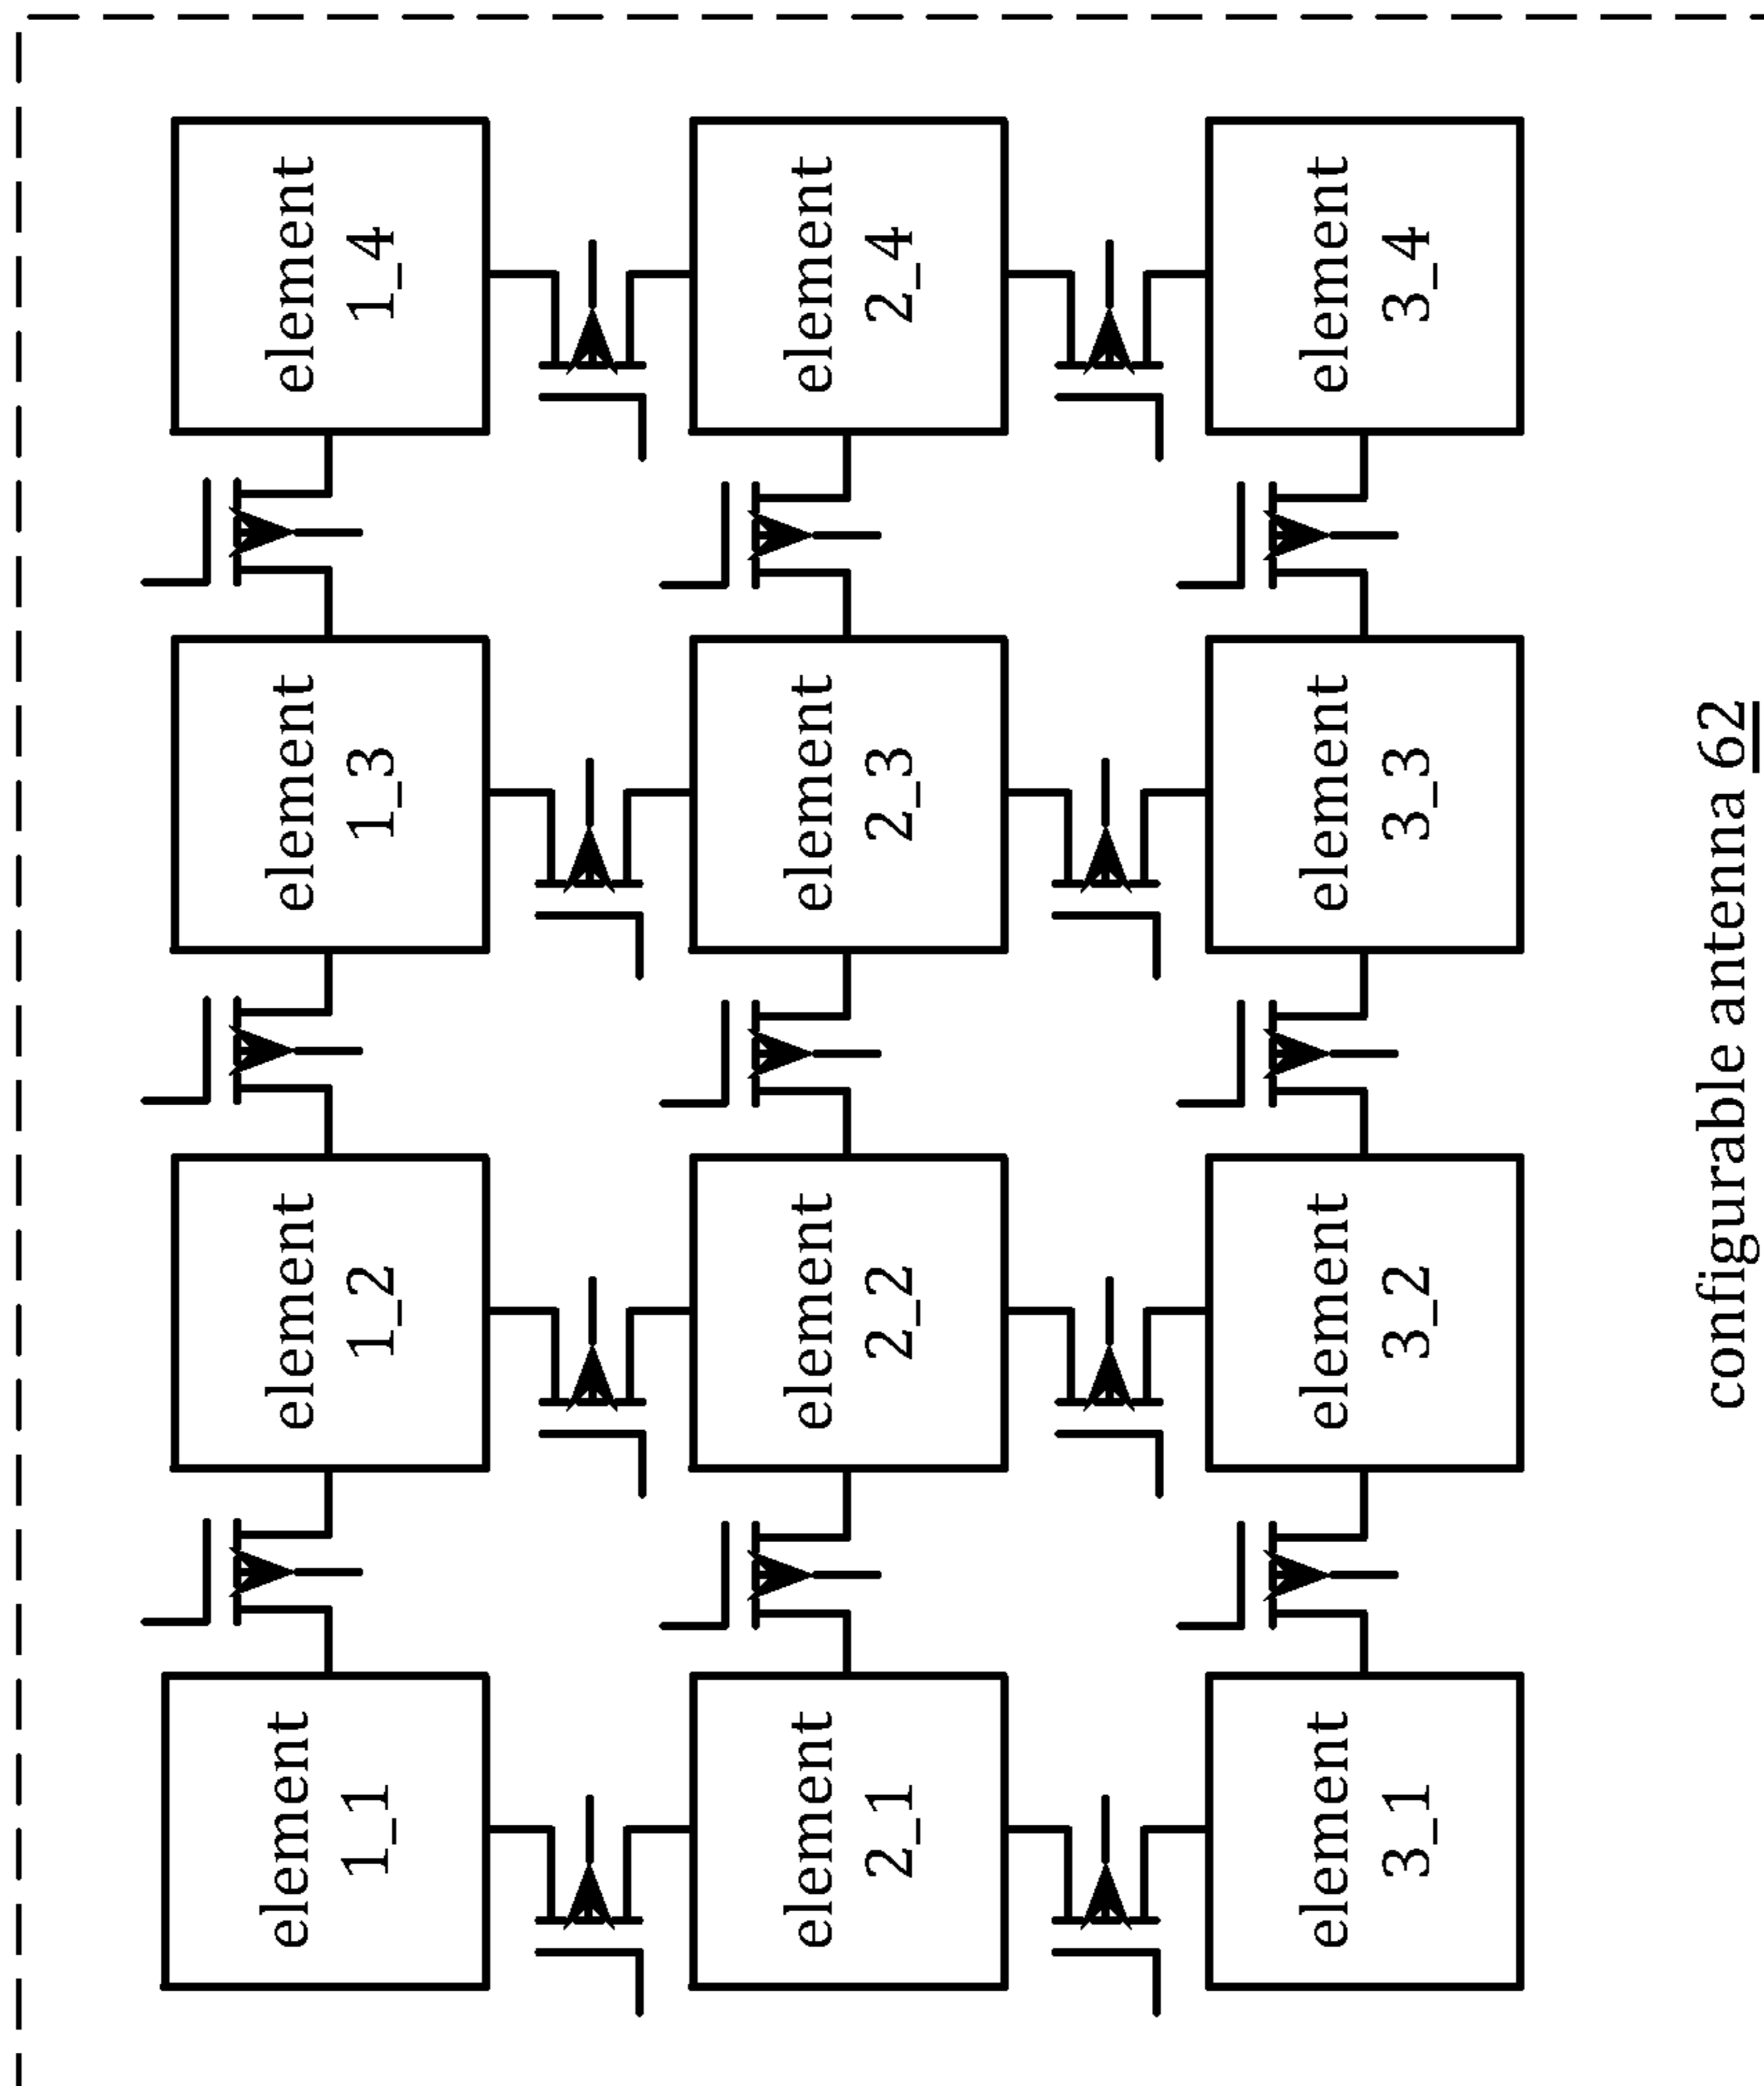 element
1_1
element
1_2
element
1_3
element
1_4
element
2_1
element
2_2
element
2_3
element
2_4
element
3_1
element
3_2
element
3_3
element
3_4
configurable antenna 62